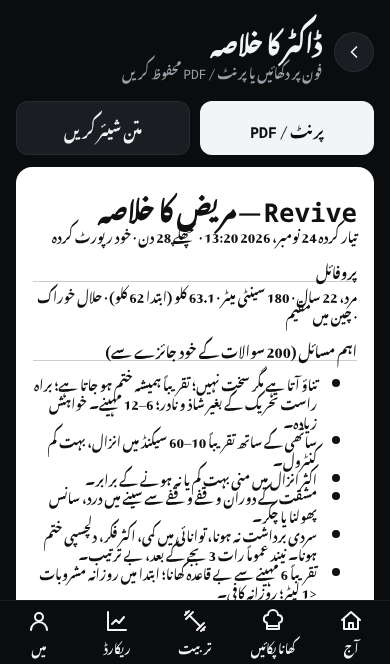 ڈاکٹر کا خلاصہ
فون پر دکھائیں یا پرنٹ / PDF محفوظ کریں
پرنٹ / PDF
متن شیئر کریں
Revive — مریض کا خلاصہ
تیار کردہ 24 نومبر، 2026 13:20 · پچھلے 28 دن · خود رپورٹ کردہ
پروفائل
مرد، 22 سال · 180 سینٹی میٹر · 63.1 کلو (ابتدا 62 کلو) · حلال خوراک
· چین میں مقیم
اہم مسائل (200 سوالات کے خود جائزے سے)
تناؤ آتا ہے مگر سخت نہیں؛ تقریباً ہمیشہ ختم ہو جاتا ہے؛ براہ
راست تحریک کے بغیر شاذ و نادر؛ 6–12 مہینے۔ خواہش
زیادہ۔
ساتھی کے ساتھ تقریباً 10–60 سیکنڈ میں انزال، بہت کم
کنٹرول۔
اکثر انزال میں منی بہت کم یا نہ ہونے کے برابر۔
مشقت کے دوران وقفے وقفے سے سینے میں درد، سانس
پھولنا یا چکر۔
سردی برداشت نہ ہونا، توانائی میں کمی، اکثر فکر، دلچسپی ختم
ہونا۔ نیند عموماً رات 3 بجے کے بعد، بے ترتیب۔
تقریباً 6 مہینے سے بے قاعدہ کھانا؛ ابتدا میں روزانہ مشروبات
<1 لیٹر؛ روزانہ کافی۔
آج
کھانا پکائیں
تربیت
ریکارڈ
میں